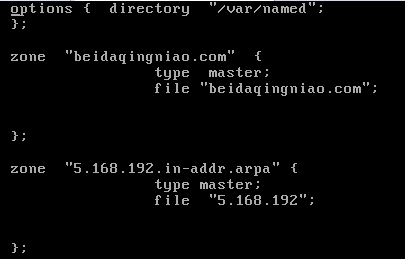 options {  directory  "/var/named";
};
zone  "beidaqingniao.com"  {
type  master;
file "beidaqingniao.com";
};
zone  "5.168.192.in-addr.arpa" {
type master;
file  "5.168.192";
};